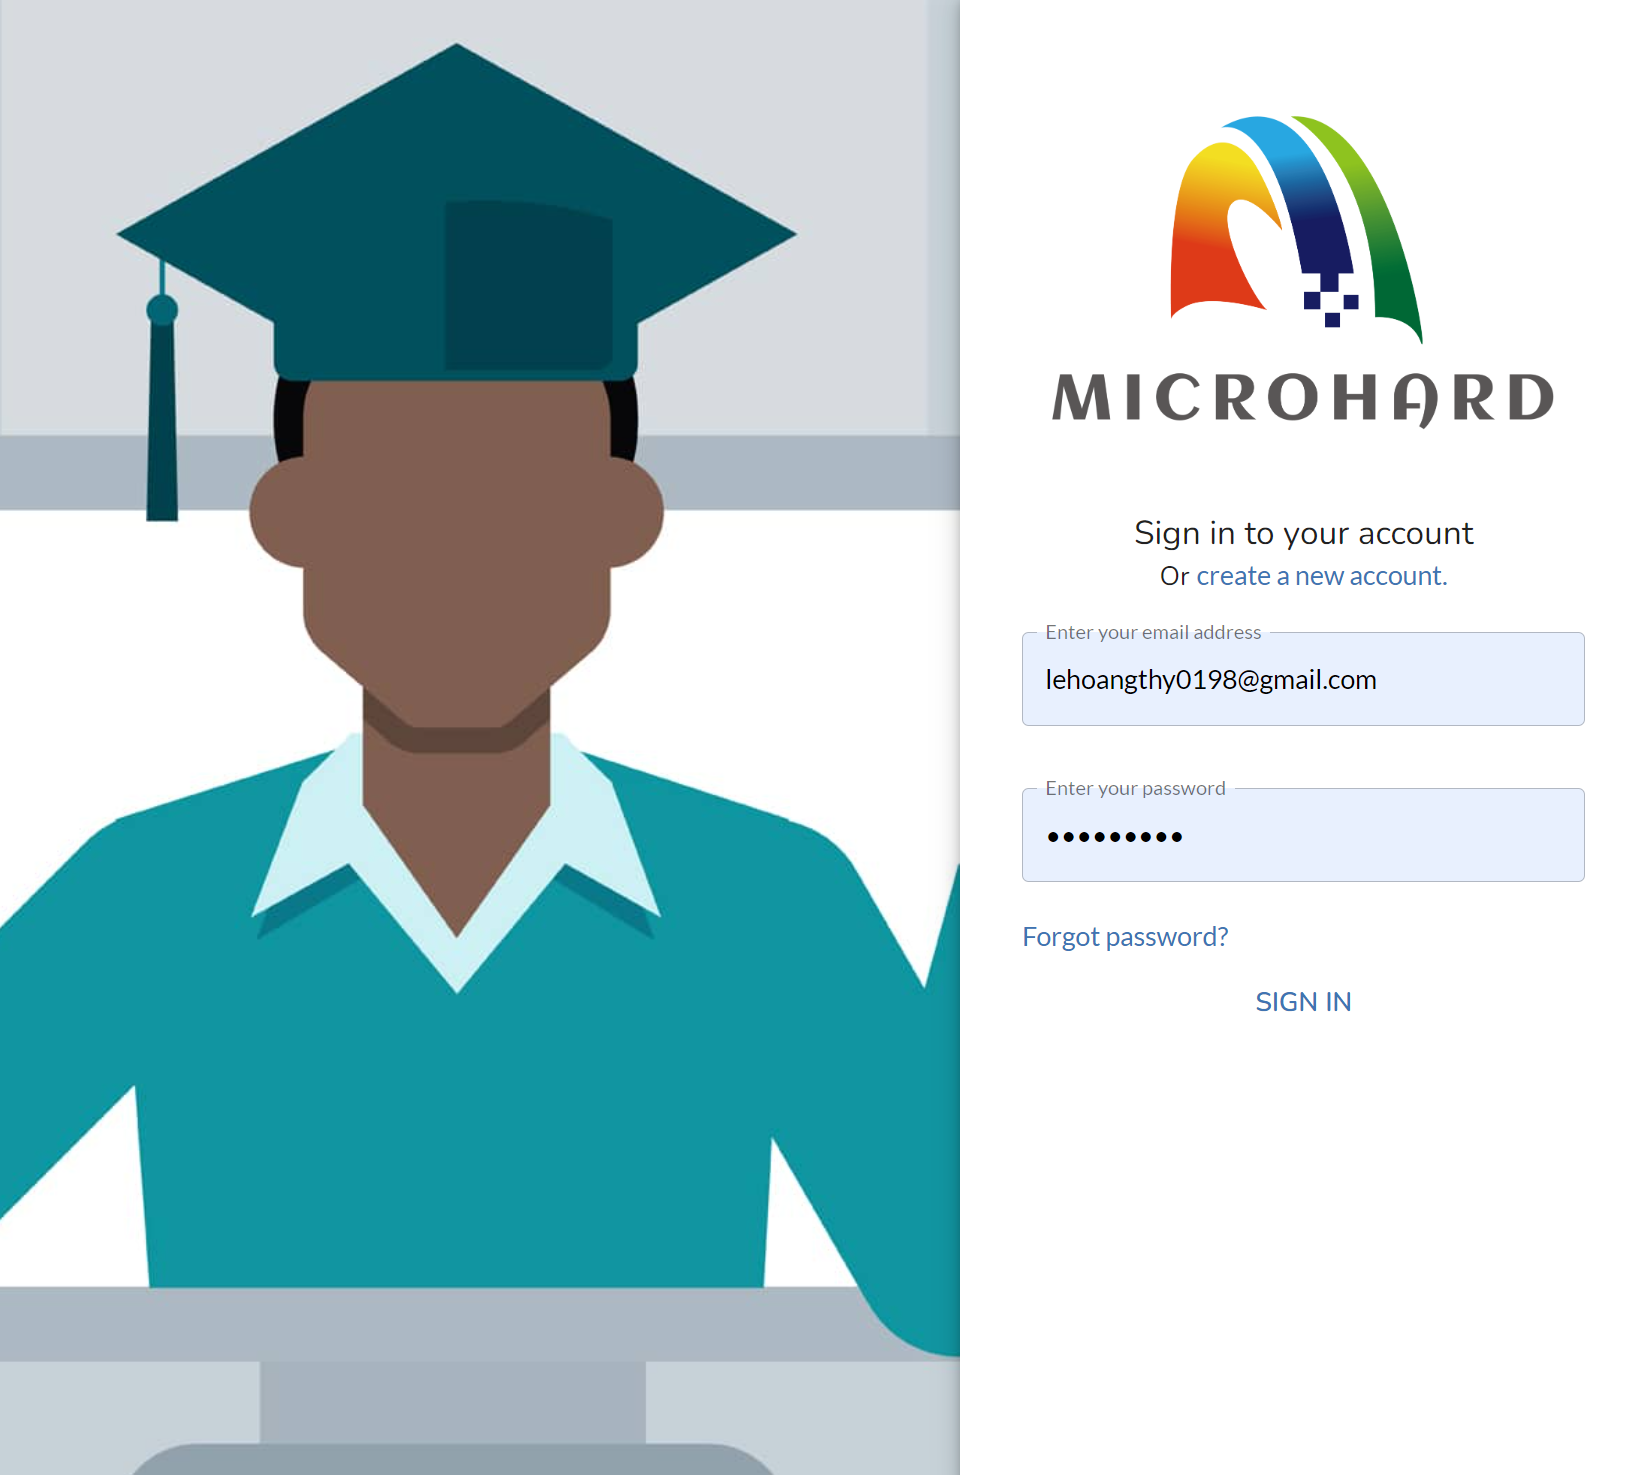 MICROHARD
Sign in to your account
Or create a new account.
Enter your email address
lehoangthy0198@gmail.com
Enter your password
•••••••••
Forgot password?
SIGN IN